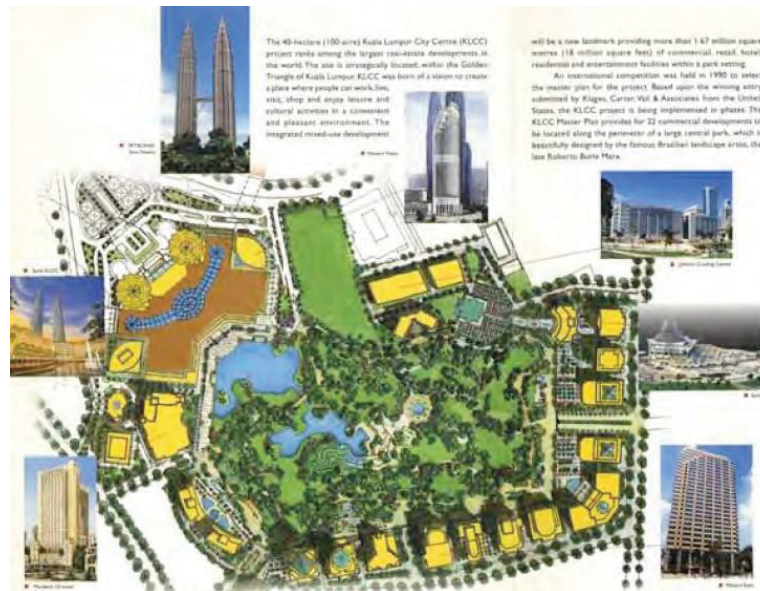 The 40-hectare (100-acre) Kuala Lumpur City Centre (KLCC)
project ranks among the largest real-estate developments in
the world. The site is strategically located, within the Golden
Triangle of Kuala Lumpur. KLCC was born of a vision to create
a place where people can work, live,
visit, shop and enjoy leisure and
cultural activities in a convenient
and pleasant environment. The
integrated mixed-use development
will be a new landmark providing more than 1.67 million square
metres (18 million square feet) of commercial, retail, hotel,
residential and entertainment facilities within a park setting.
An international competition was held in 1990 to select
the master plan for the project. Based upon the winning entry
submitted by Klages, Carter, Vail & Associates from the United
States, the KLCC project is being implemented in phases. The
KLCC Master Plan provides for 22 commercial developments to
be located along the perimeter of a large central park, which is
beautifully designed by the famous Brazilian landscape artist, the
late Roberto Burle Marx.
PETRONAS
Twin Towers
Suria KLCC
Mandarin Oriental